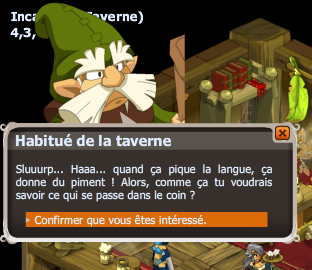 Inca
Taverne)
4,3,
Habitué de la taverne
Sluuurp... Haaa... quand ça pique la langue, ça
donne du piment ! Alors, comme ça tu voudrais
savoir ce qui se passe dans le coin ?
Confirmer que vous êtes intéressé.